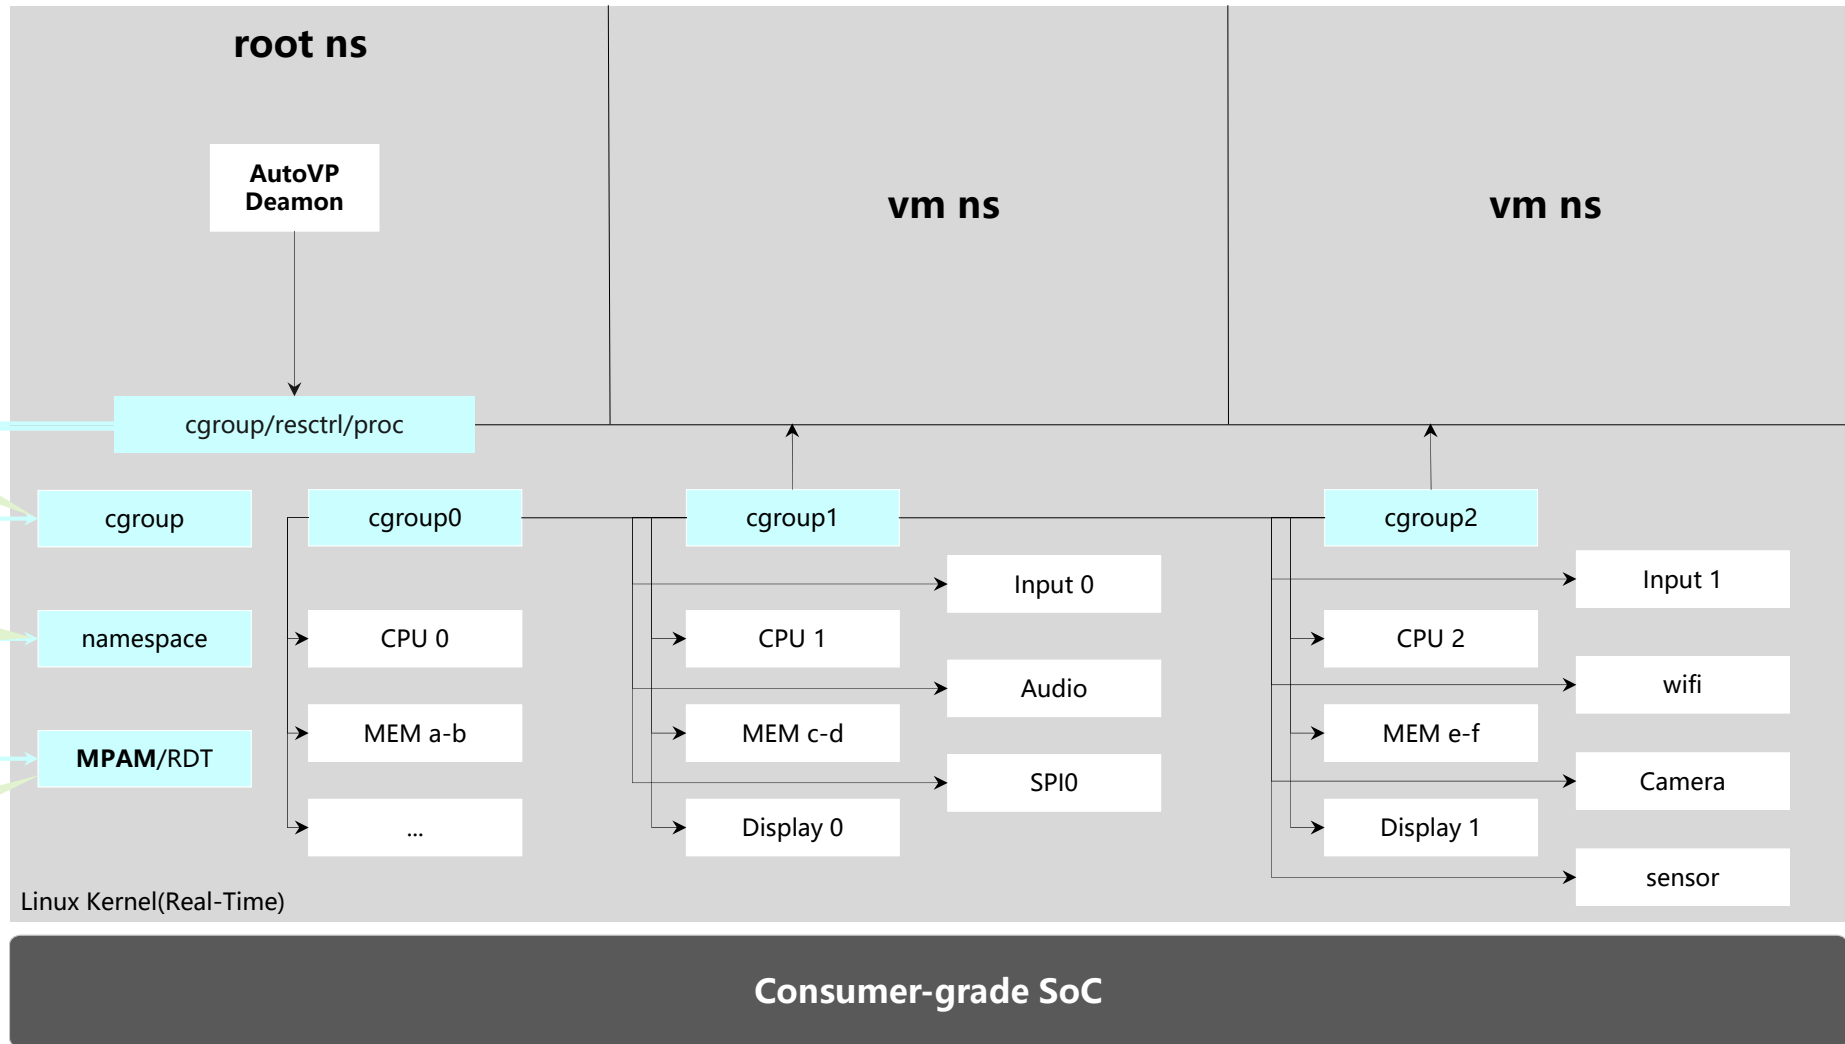 root ns
AutoVP
Deamon
vm ns
vm ns
cgroup/resctrl/proc
cgroup
cgroup0
cgroup1
cgroup2
Input 0
Input 1
namespace
CPU 0
CPU 1
CPU 2
Audio
wifi
MPAM/RDT
MEM a-b
MEM c-d
MEM e-f
SPI0
Camera
...
Display 0
Display 1
sensor
Linux Kernel(Real-Time)
Consumer-grade SoC